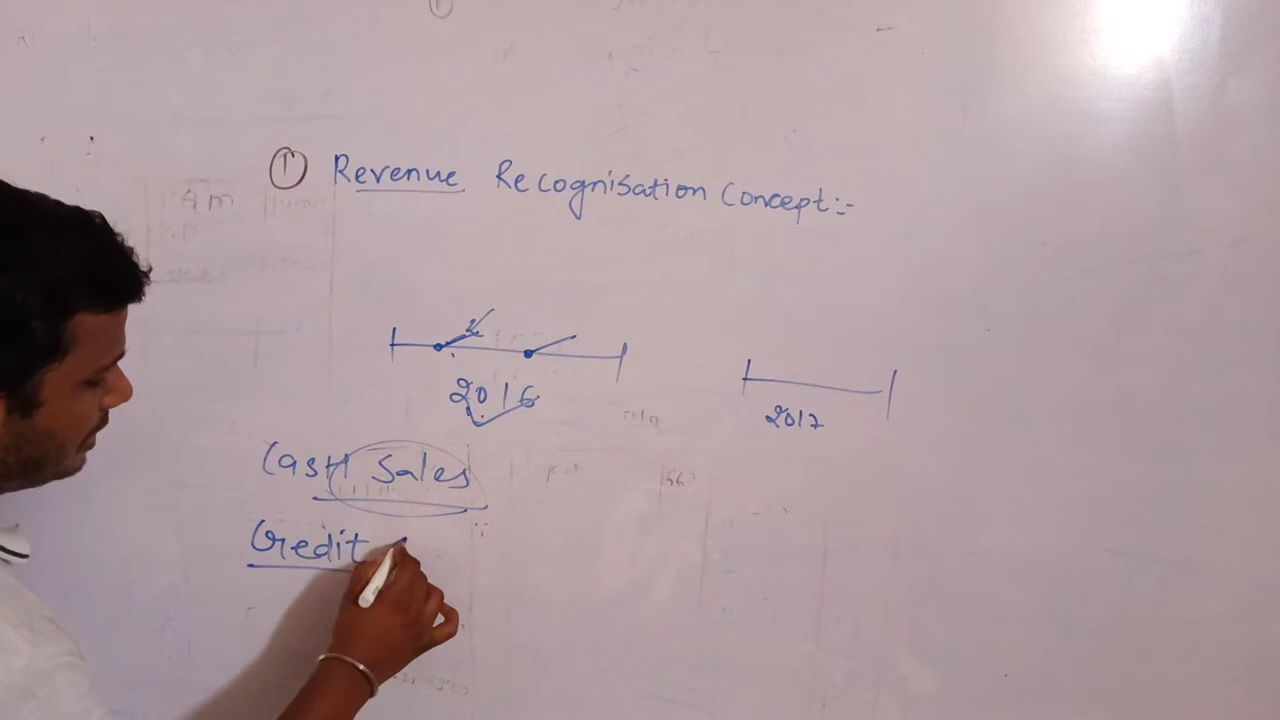 ① Revenue Recognisation Concept:-
2016
2017
Cash Sales
Credit